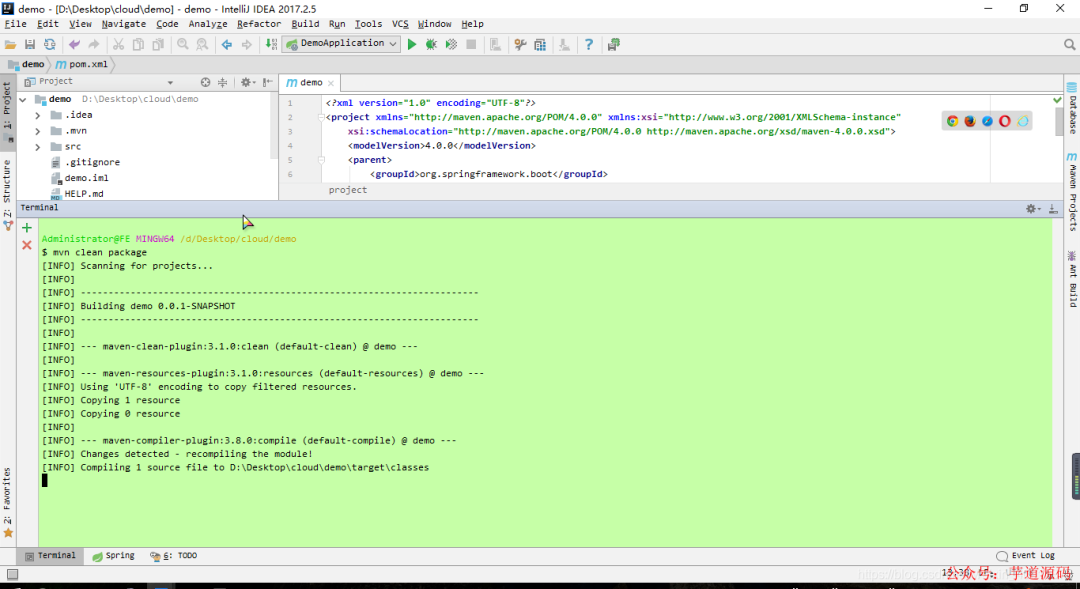 demo - [D:\Desktop\cloud\demo] - demo - IntelliJ IDEA 2017.2.5
File Edit View Navigate Code Analyze Refactor Build Run Tools VCS Window Help
DemoApplication
demo pom.xml
Project
demo D:\Desktop\cloud\demo
.idea
.mvn
src
.gitignore
demo.iml
HELP.md
demo
1 <?xml version="1.0" encoding="UTF-8"?>
2 <project xmlns="http://maven.apache.org/POM/4.0.0" xmlns:xsi="http://www.w3.org/2001/XMLSchema-instance"
3 xsi:schemaLocation="http://maven.apache.org/POM/4.0.0 http://maven.apache.org/xsd/maven-4.0.0.xsd">
4 <modelVersion>4.0.0</modelVersion>
5 <parent>
6 <groupId>org.springframework.boot</groupId>
project
1: Project
Z: Structure
2: Favorites
Database
Maven Projects
Ant Build
Terminal
Administrator@FE MINGW64 /d/Desktop/cloud/demo
$ mvn clean package
[INFO] Scanning for projects...
[INFO]
[INFO] ------------------------------------------------------------------------
[INFO] Building demo 0.0.1-SNAPSHOT
[INFO] ------------------------------------------------------------------------
[INFO]
[INFO] --- maven-clean-plugin:3.1.0:clean (default-clean) @ demo ---
[INFO]
[INFO] --- maven-resources-plugin:3.1.0:resources (default-resources) @ demo ---
[INFO] Using 'UTF-8' encoding to copy filtered resources.
[INFO] Copying 1 resource
[INFO] Copying 0 resource
[INFO]
[INFO] --- maven-compiler-plugin:3.8.0:compile (default-compile) @ demo ---
[INFO] Changes detected - recompiling the module!
[INFO] Compiling 1 source file to D:\Desktop\cloud\demo\target\classes
Terminal Spring 6: TODO Event Log
公众号: 芋道源码